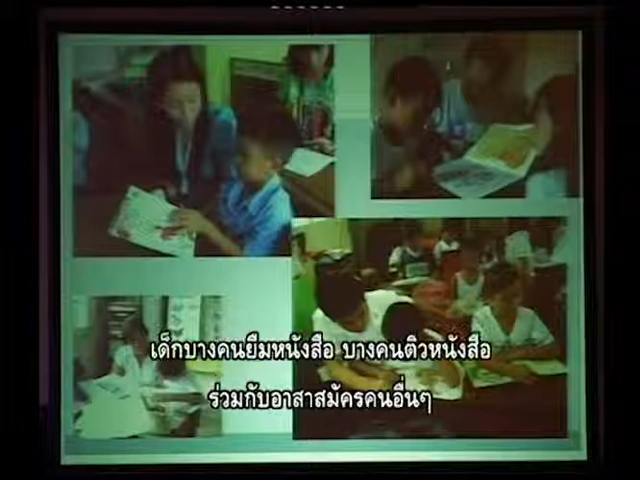 เด็กบางคนยืมหนังสือ บางคนติวหนังสือ
ร่วมกับอาสาสมัครคนอื่นๆ